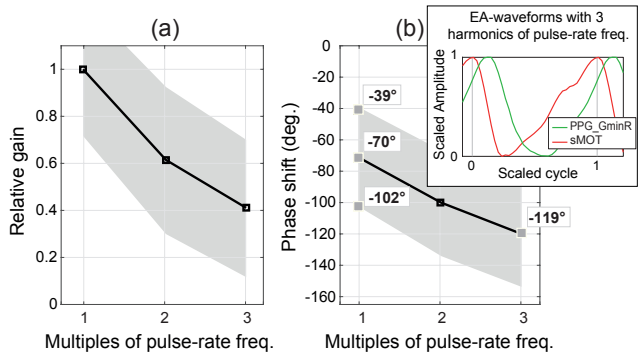 (a)
Relative gain
1
0.8
0.6
0.4
0.2
0
1
2
3
Multiples of pulse-rate freq.
(b)
Phase shift (deg.)
0
-20
-40
-60
-80
-100
-120
-140
-160
-39°
-70°
-102°
-119°
1
2
3
Multiples of pulse-rate freq.
EA-waveforms with 3
harmonics of pulse-rate freq.
Scaled Amplitude
1
0
PPG_GminR
sMOT
0
1
Scaled cycle